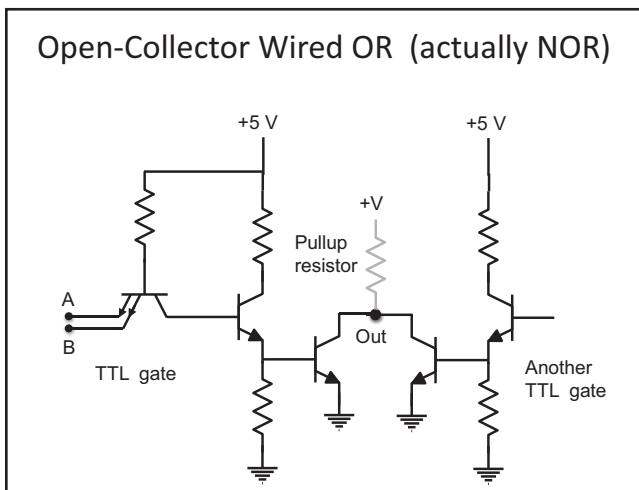 Open-Collector Wired OR (actually NOR)
+5 V
+5 V
+V
Pullup
resistor
A
B
Out
TTL gate
Another
TTL gate